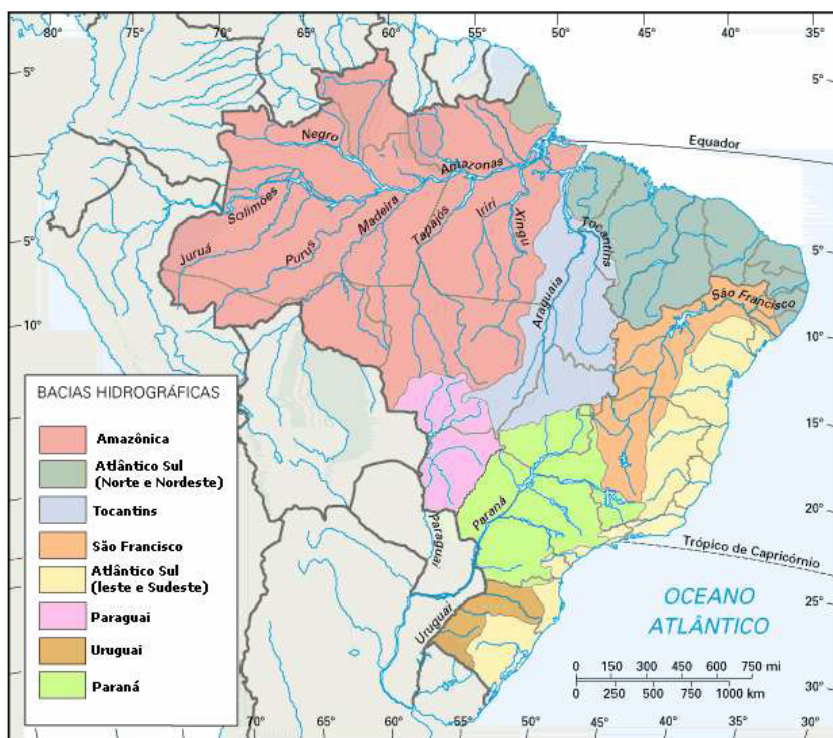 80° 75° 70° 65° 60° 55° 50° 45° 40° 35°
5° 5°
Equador
Negro
Amazonas
Solimões
Madeira
Tapajós
Iriri
Xingu
Juruá
Purus
Tocantins
5° 5°
Araguaia
São Francisco
10° 10°
BACIAS HIDROGRÁFICAS
Amazônica
Atlântico Sul
(Norte e Nordeste)
Tocantins
São Francisco
Atlântico Sul
(leste e Sudeste)
Paraguai
Uruguai
Paraná
15°
Paraná
Paraguai
20°
Trópico de Capricórnio
Uruguai
25°
OCEANO
ATLÂNTICO
0 150 300 450 600 750 mi
0 250 500 750 1000 km
30°
70° 65° 60° 55° 50° 45° 40° 35° 30°